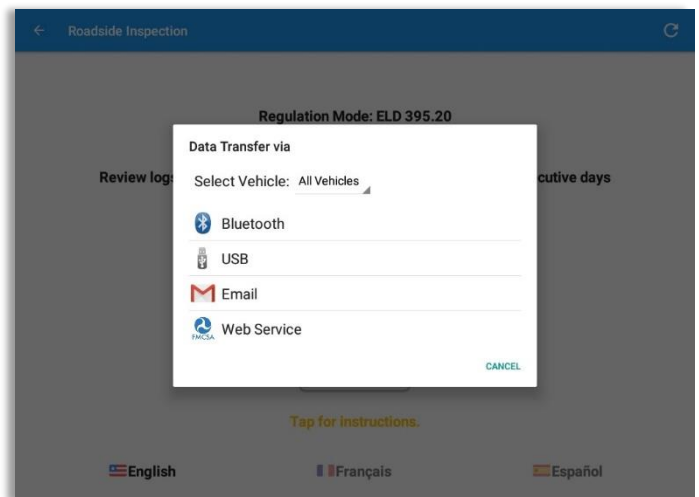 Roadside Inspection
Regulation Mode: ELD 395.20
Review logs
cutive days
Data Transfer via
Select Vehicle: All Vehicles
Bluetooth
USB
Email
FMCSA
Web Service
CANCEL
Tap for instructions.
English
Français
Español